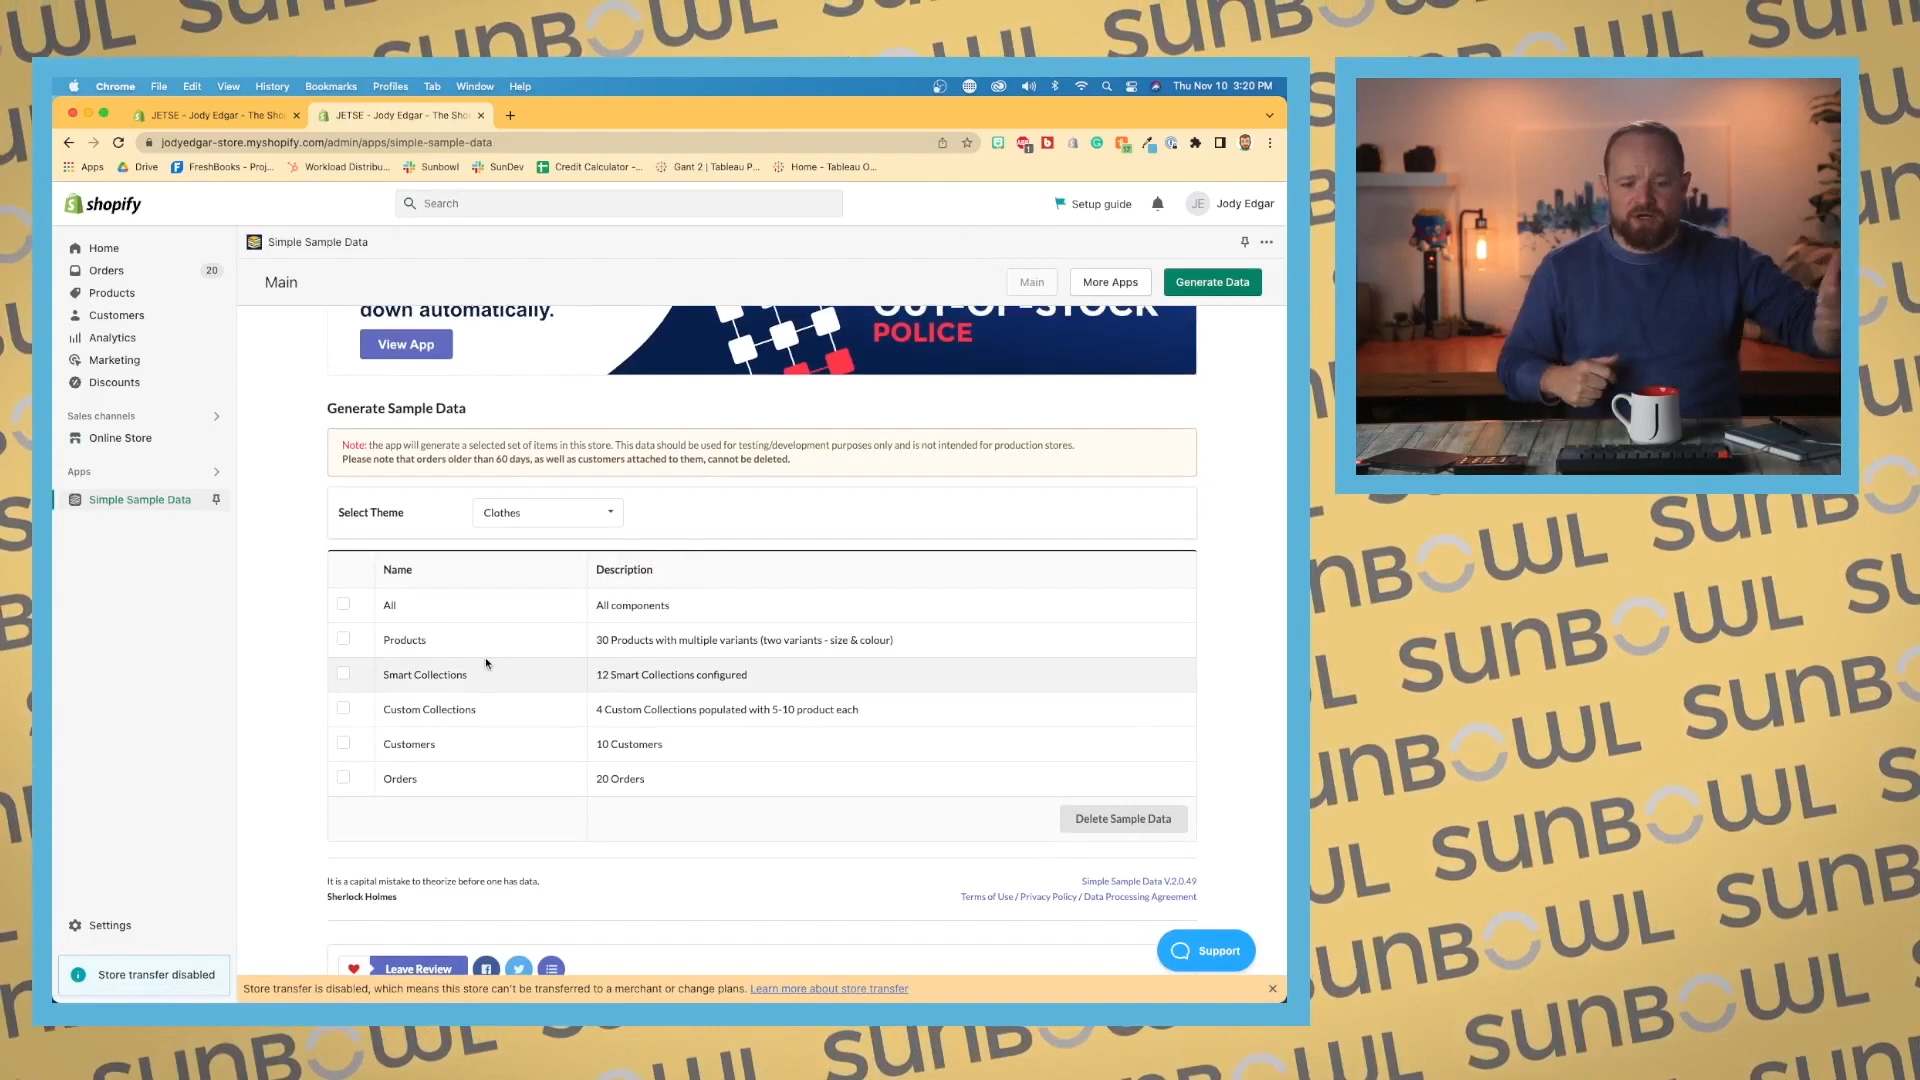 SUNBOWL
Chrome File Edit View History Bookmarks Profiles Tab Window Help
Thu Nov 10 3:20 PM
JETSE - Jody Edgar - The Sho
JETSE - Jody Edgar - The Sho
jodyedgar-store.myshopify.com/admin/apps/simple-sample-data
Apps Drive FreshBooks - Proj... Workload Distribu... Sunbowl SunDev Credit Calculator -... Gant 2 | Tableau P... Home - Tableau O...
shopify
Search
Setup guide
JE Jody Edgar
Home
Orders 20
Products
Customers
Analytics
Marketing
Discounts
Sales channels
Online Store
Apps
Simple Sample Data
Settings
Store transfer disabled
Simple Sample Data
Main
Main More Apps Generate Data
down automatically.
View App
OUT-OF-STOCK
POLICE
Generate Sample Data
Note: the app will generate a selected set of items in this store. This data should be used for testing/development purposes only and is not intended for production stores.
Please note that orders older than 60 days, as well as customers attached to them, cannot be deleted.
Select Theme Clothes
Name Description
All All components
Products 30 Products with multiple variants (two variants - size & colour)
Smart Collections 12 Smart Collections configured
Custom Collections 4 Custom Collections populated with 5-10 product each
Customers 10 Customers
Orders 20 Orders
Delete Sample Data
It is a capital mistake to theorize before one has data.
Sherlock Holmes
Simple Sample Data V.2.0.49
Terms of Use / Privacy Policy / Data Processing Agreement
Leave Review
Support
Store transfer is disabled, which means this store can't be transferred to a merchant or change plans. Learn more about store transfer
J